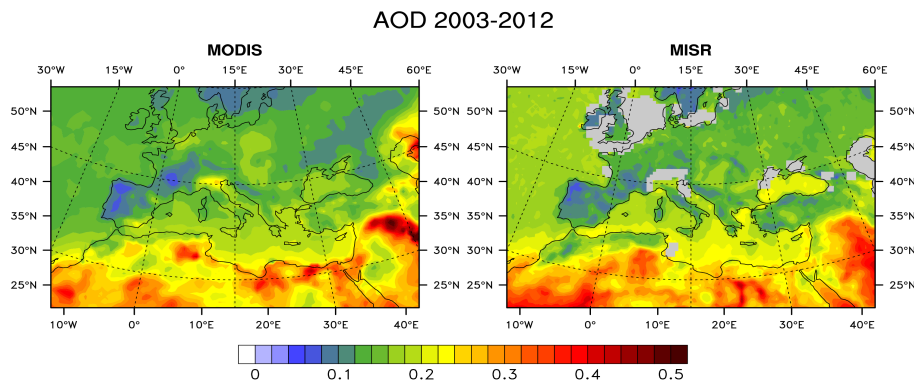 AOD 2003-2012
MODIS MISR
30°W 15°W 0° 15°E 30°E 45°E 60°E 30°W 15°W 0° 15°E 30°E 45°E 60°E
50°N 50°N 50°N 50°N
45°N 45°N 45°N 45°N
40°N 40°N 40°N 40°N
35°N 35°N 35°N 35°N
30°N 30°N 30°N 30°N
25°N 25°N 25°N 25°N
10°W 0° 10°E 20°E 30°E 40°E 10°W 0° 10°E 20°E 30°E 40°E
0 0.1 0.2 0.3 0.4 0.5